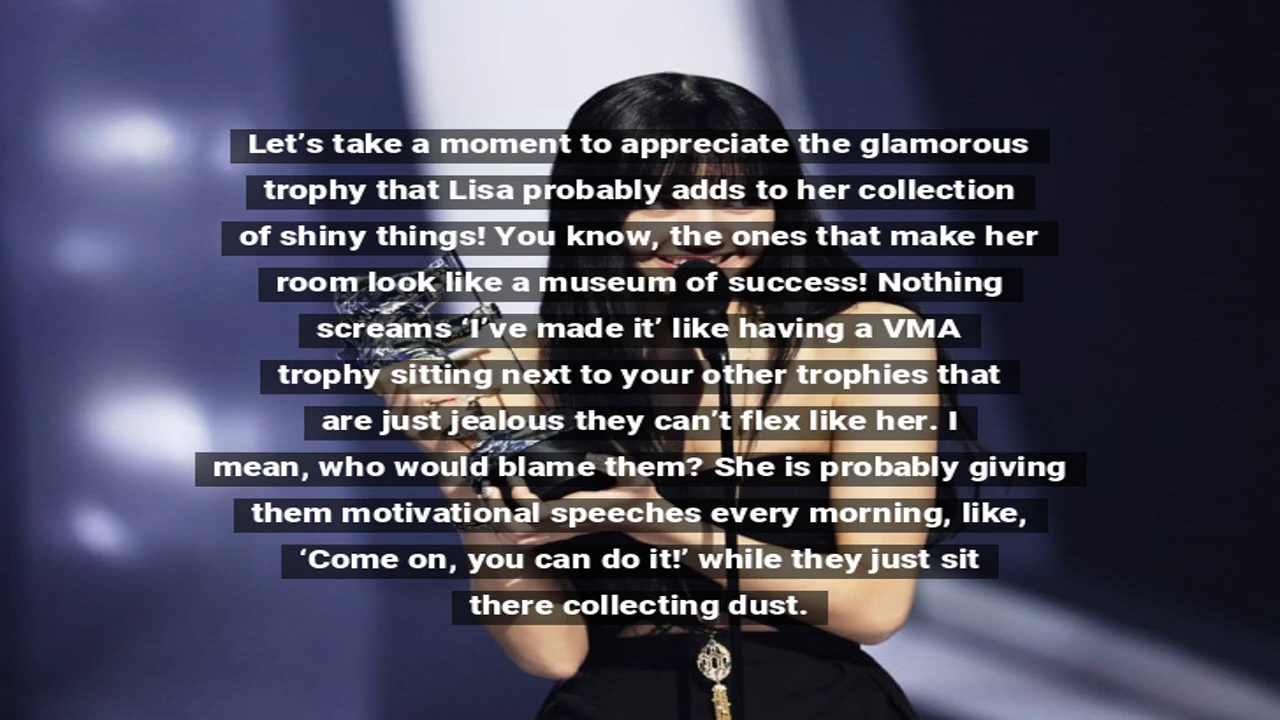 Let’s take a moment to appreciate the glamorous
trophy that Lisa probably adds to her collection
of shiny things! You know, the ones that make her
room look like a museum of success! Nothing
screams ‘I’ve made it’ like having a VMA
trophy sitting next to your other trophies that
are just jealous they can’t flex like her. I
mean, who would blame them? She is probably giving
them motivational speeches every morning, like,
‘Come on, you can do it!’ while they just sit
there collecting dust.